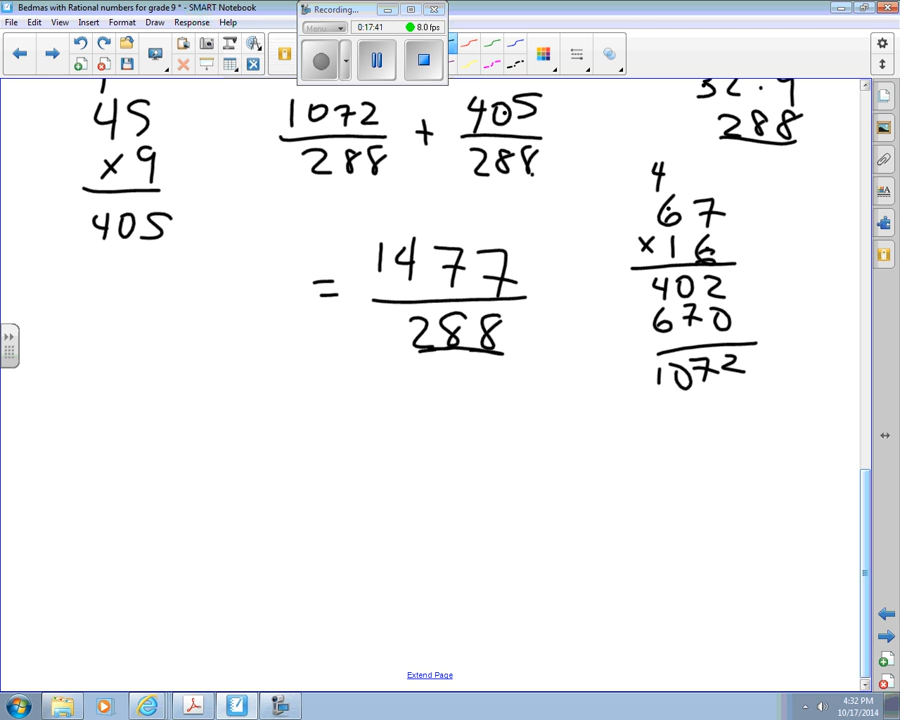 Bedmas with Rational numbers for grade 9 * - SMART Notebook
Recording...
File Edit View Insert Format Draw Response Help
Menu
0:17:41
8.0 fps
32 . 9
288
45
x 9
405
1072
288
+
405
288
4
67
x 16
402
670
1072
=
1477
288
Extend Page
4:32 PM
10/17/2014